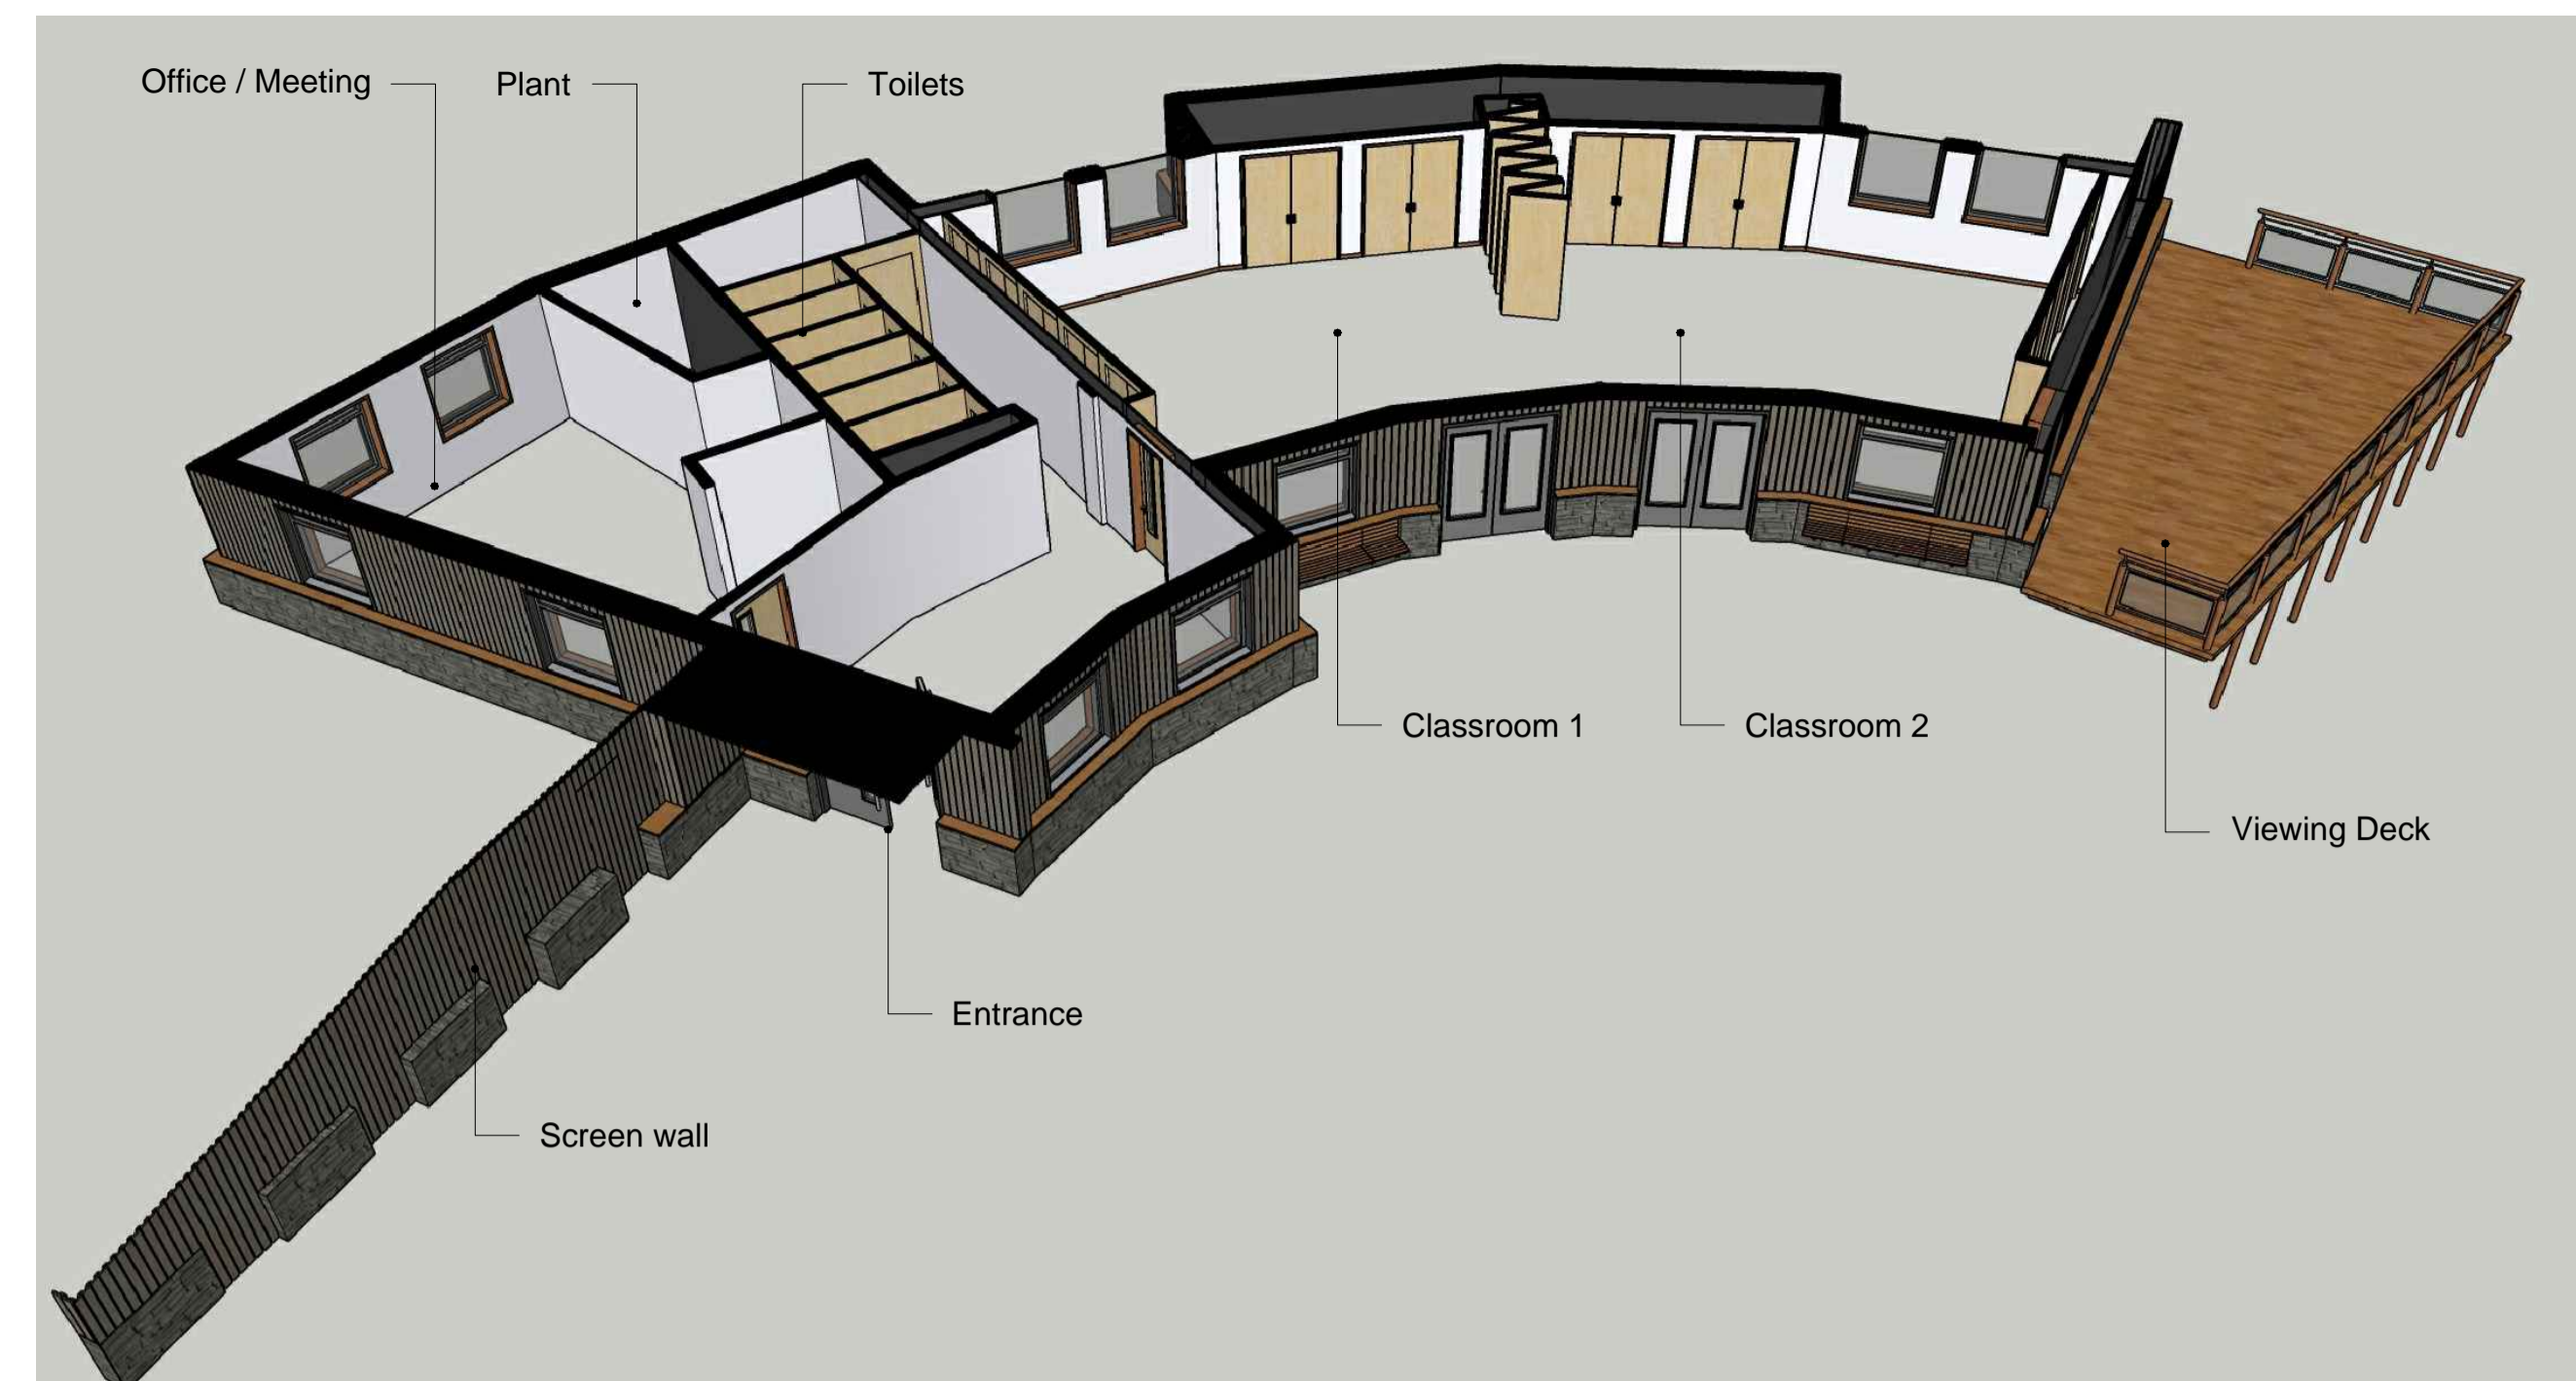 Office / Meeting
Plant
Toilets
Classroom 1
Classroom 2
Viewing Deck
Entrance
Screen wall